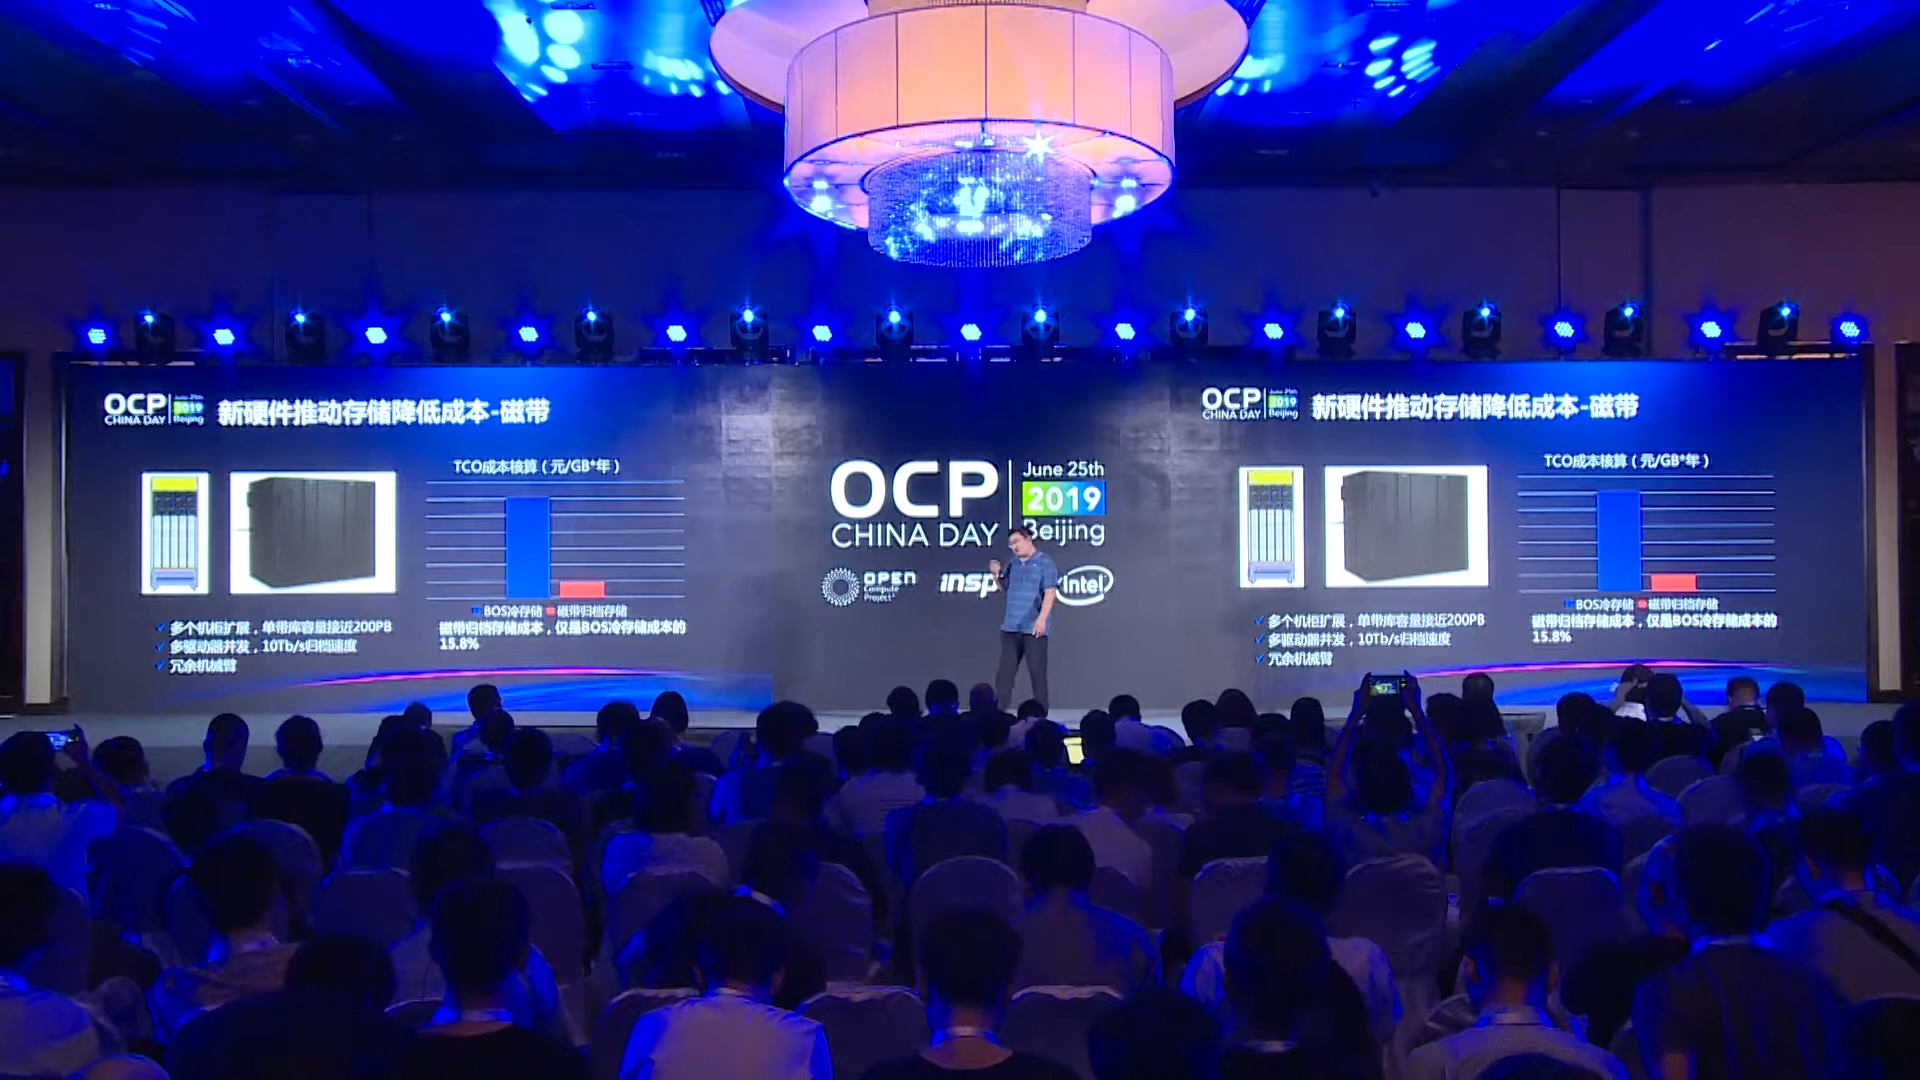 OCP
CHINA DAY
June 25th
2019
Beijing
新硬件推动存储降低成本-磁带
TCO成本核算（元/GB*年）
BOS冷存储 磁带归档存储
多个机柜扩展，单带库容量接近200PB
多驱动器并发，10Tb/s归档速度
冗余机械臂
磁带归档存储成本，仅是BOS冷存储成本的
15.8%
OCP
CHINA DAY
June 25th
2019
Beijing
OPEN
Compute
Project
insp
intel
OCP
CHINA DAY
June 25th
2019
Beijing
新硬件推动存储降低成本-磁带
TCO成本核算（元/GB*年）
BOS冷存储 磁带归档存储
多个机柜扩展，单带库容量接近200PB
多驱动器并发，10Tb/s归档速度
冗余机械臂
磁带归档存储成本，仅是BOS冷存储成本的
15.8%